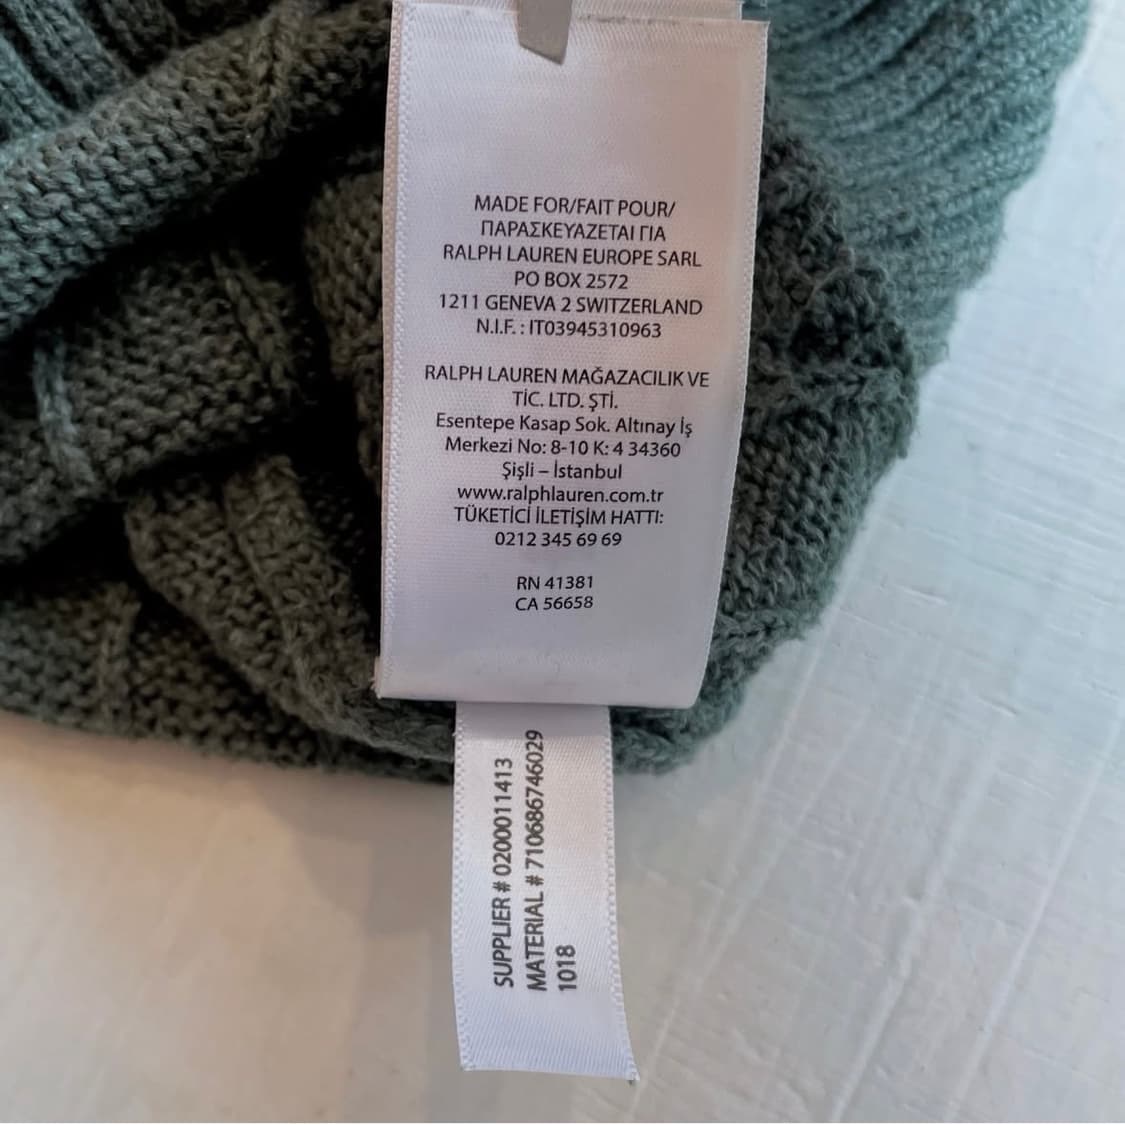 MADE FOR/FAIT POUR/
ΠΑΡΑΣΚΕΥΑΖΕΤΑΙ ΓΙΑ
RALPH LAUREN EUROPE SARL
PO BOX 2572
1211 GENEVA 2 SWITZERLAND
N.I.F. : IT03945310963
RALPH LAUREN MAĞAZACILIK VE
TİC. LTD. ŞTİ.
Esentepe Kasap Sok. Altınay İş
Merkezi No: 8-10 K: 4 34360
Şişli – İstanbul
www.ralphlauren.com.tr
TÜKETİCİ İLETİŞİM HATTI:
0212 345 69 69
RN 41381
CA 56658
SUPPLIER # 0200011413
MATERIAL # 710686746029
1018